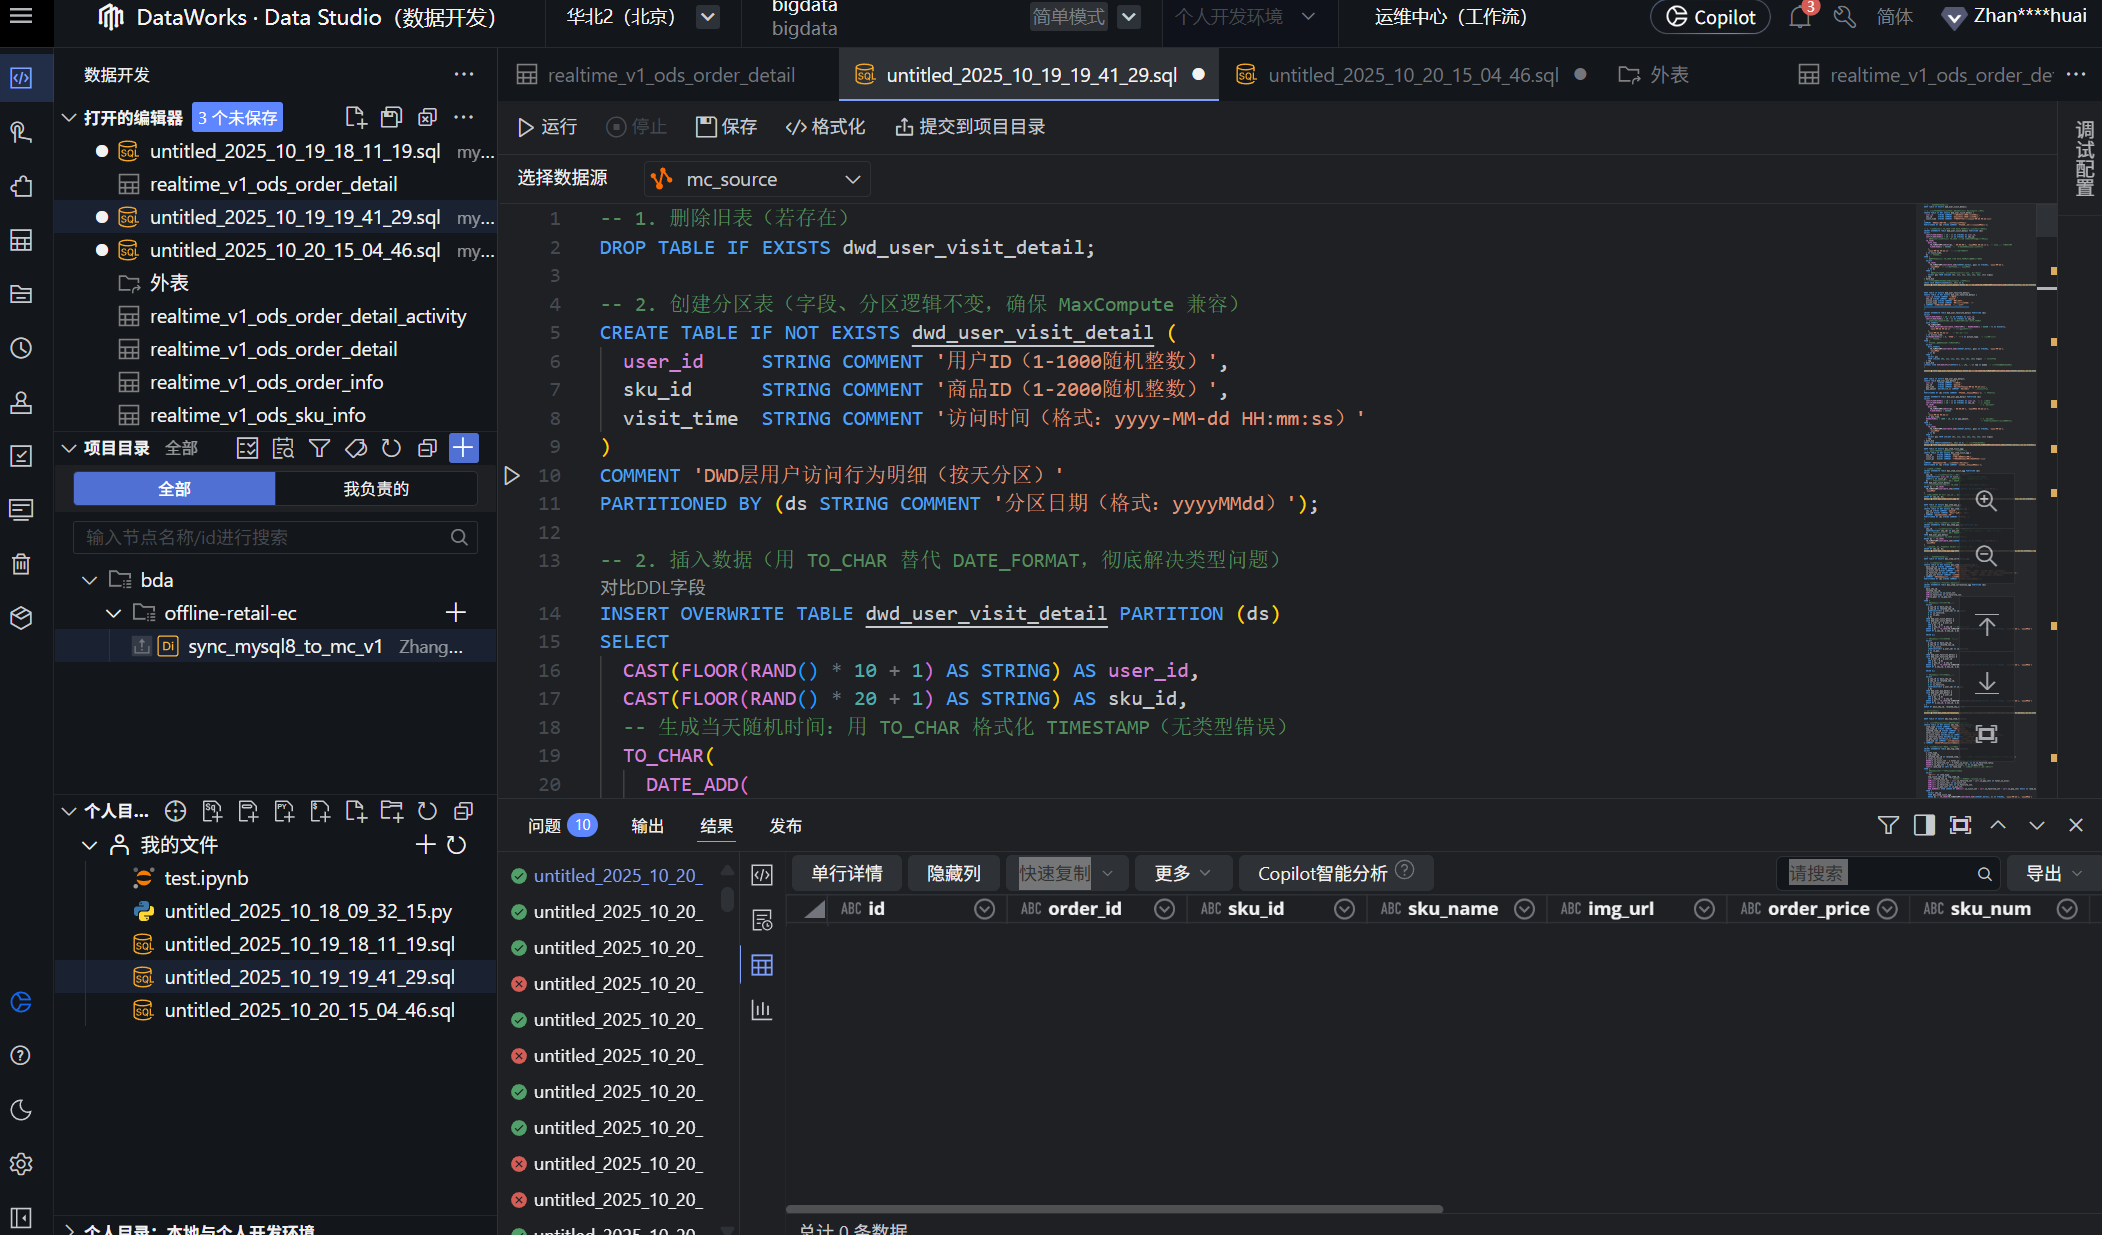 DataWorks · Data Studio（数据开发）
华北2（北京）
bigdata
bigdata
简单模式
个人开发环境
运维中心（工作流）
Copilot
3
简体
Zhan****huai
数据开发
打开的编辑器 3 个未保存
untitled_2025_10_19_18_11_19.sql my...
realtime_v1_ods_order_detail
untitled_2025_10_19_19_41_29.sql my...
untitled_2025_10_20_15_04_46.sql my...
外表
realtime_v1_ods_order_detail_activity
realtime_v1_ods_order_detail
realtime_v1_ods_order_info
realtime_v1_ods_sku_info
项目目录 全部
全部 我负责的
输入节点名称/id进行搜索
bda
offline-retail-ec
Di sync_mysql8_to_mc_v1 Zhang...
个人目...
我的文件
test.ipynb
untitled_2025_10_18_09_32_15.py
untitled_2025_10_19_18_11_19.sql
untitled_2025_10_19_19_41_29.sql
untitled_2025_10_20_15_04_46.sql
个人目录：本地与个人开发环境
realtime_v1_ods_order_detail
untitled_2025_10_19_19_41_29.sql
untitled_2025_10_20_15_04_46.sql
外表
realtime_v1_ods_order_de
运行 停止 保存 格式化 提交到项目目录
选择数据源 mc_source
调试配置
1 -- 1. 删除旧表（若存在）
2 DROP TABLE IF EXISTS dwd_user_visit_detail;
3
4 -- 2. 创建分区表（字段、分区逻辑不变，确保 MaxCompute 兼容）
5 CREATE TABLE IF NOT EXISTS dwd_user_visit_detail (
6 user_id STRING COMMENT '用户ID（1-1000随机整数）',
7 sku_id STRING COMMENT '商品ID（1-2000随机整数）',
8 visit_time STRING COMMENT '访问时间（格式：yyyy-MM-dd HH:mm:ss）'
9 )
10 COMMENT 'DWD层用户访问行为明细（按天分区）'
11 PARTITIONED BY (ds STRING COMMENT '分区日期（格式：yyyyMMdd）');
12
13 -- 2. 插入数据（用 TO_CHAR 替代 DATE_FORMAT，彻底解决类型问题）
对比DDL字段
14 INSERT OVERWRITE TABLE dwd_user_visit_detail PARTITION (ds)
15 SELECT
16 CAST(FLOOR(RAND() * 10 + 1) AS STRING) AS user_id,
17 CAST(FLOOR(RAND() * 20 + 1) AS STRING) AS sku_id,
18 -- 生成当天随机时间：用 TO_CHAR 格式化 TIMESTAMP（无类型错误）
19 TO_CHAR(
20 DATE_ADD(
问题 10 输出 结果 发布
untitled_2025_10_20_
untitled_2025_10_20_
untitled_2025_10_20_
untitled_2025_10_20_
untitled_2025_10_20_
untitled_2025_10_20_
untitled_2025_10_20_
untitled_2025_10_20_
untitled_2025_10_20_
untitled_2025_10_20_
untitled_2025_10_20_
单行详情 隐藏列 快速复制 更多 Copilot智能分析
请搜索
导出
ABC id ABC order_id ABC sku_id ABC sku_name ABC img_url ABC order_price ABC sku_num
总计 0 条数据